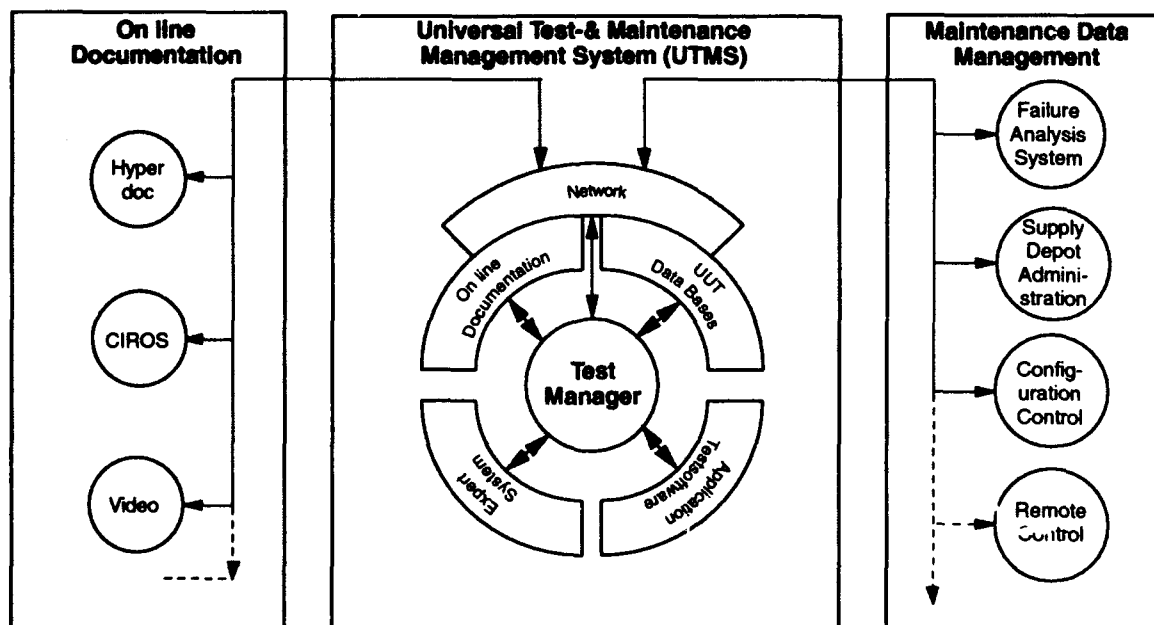 On line
Documentation
Hyper
doc
CIROS
Video
Universal Test-& Maintenance
Management System (UTMS)
Network
On line
Documentation
UUT
Data Bases
Test
Manager
Expert
System
Application
Testsoftware
Maintenance Data
Management
Failure
Analysis
System
Supply
Depot
Admini-
stration
Config-
uration
Control
Remote
Control